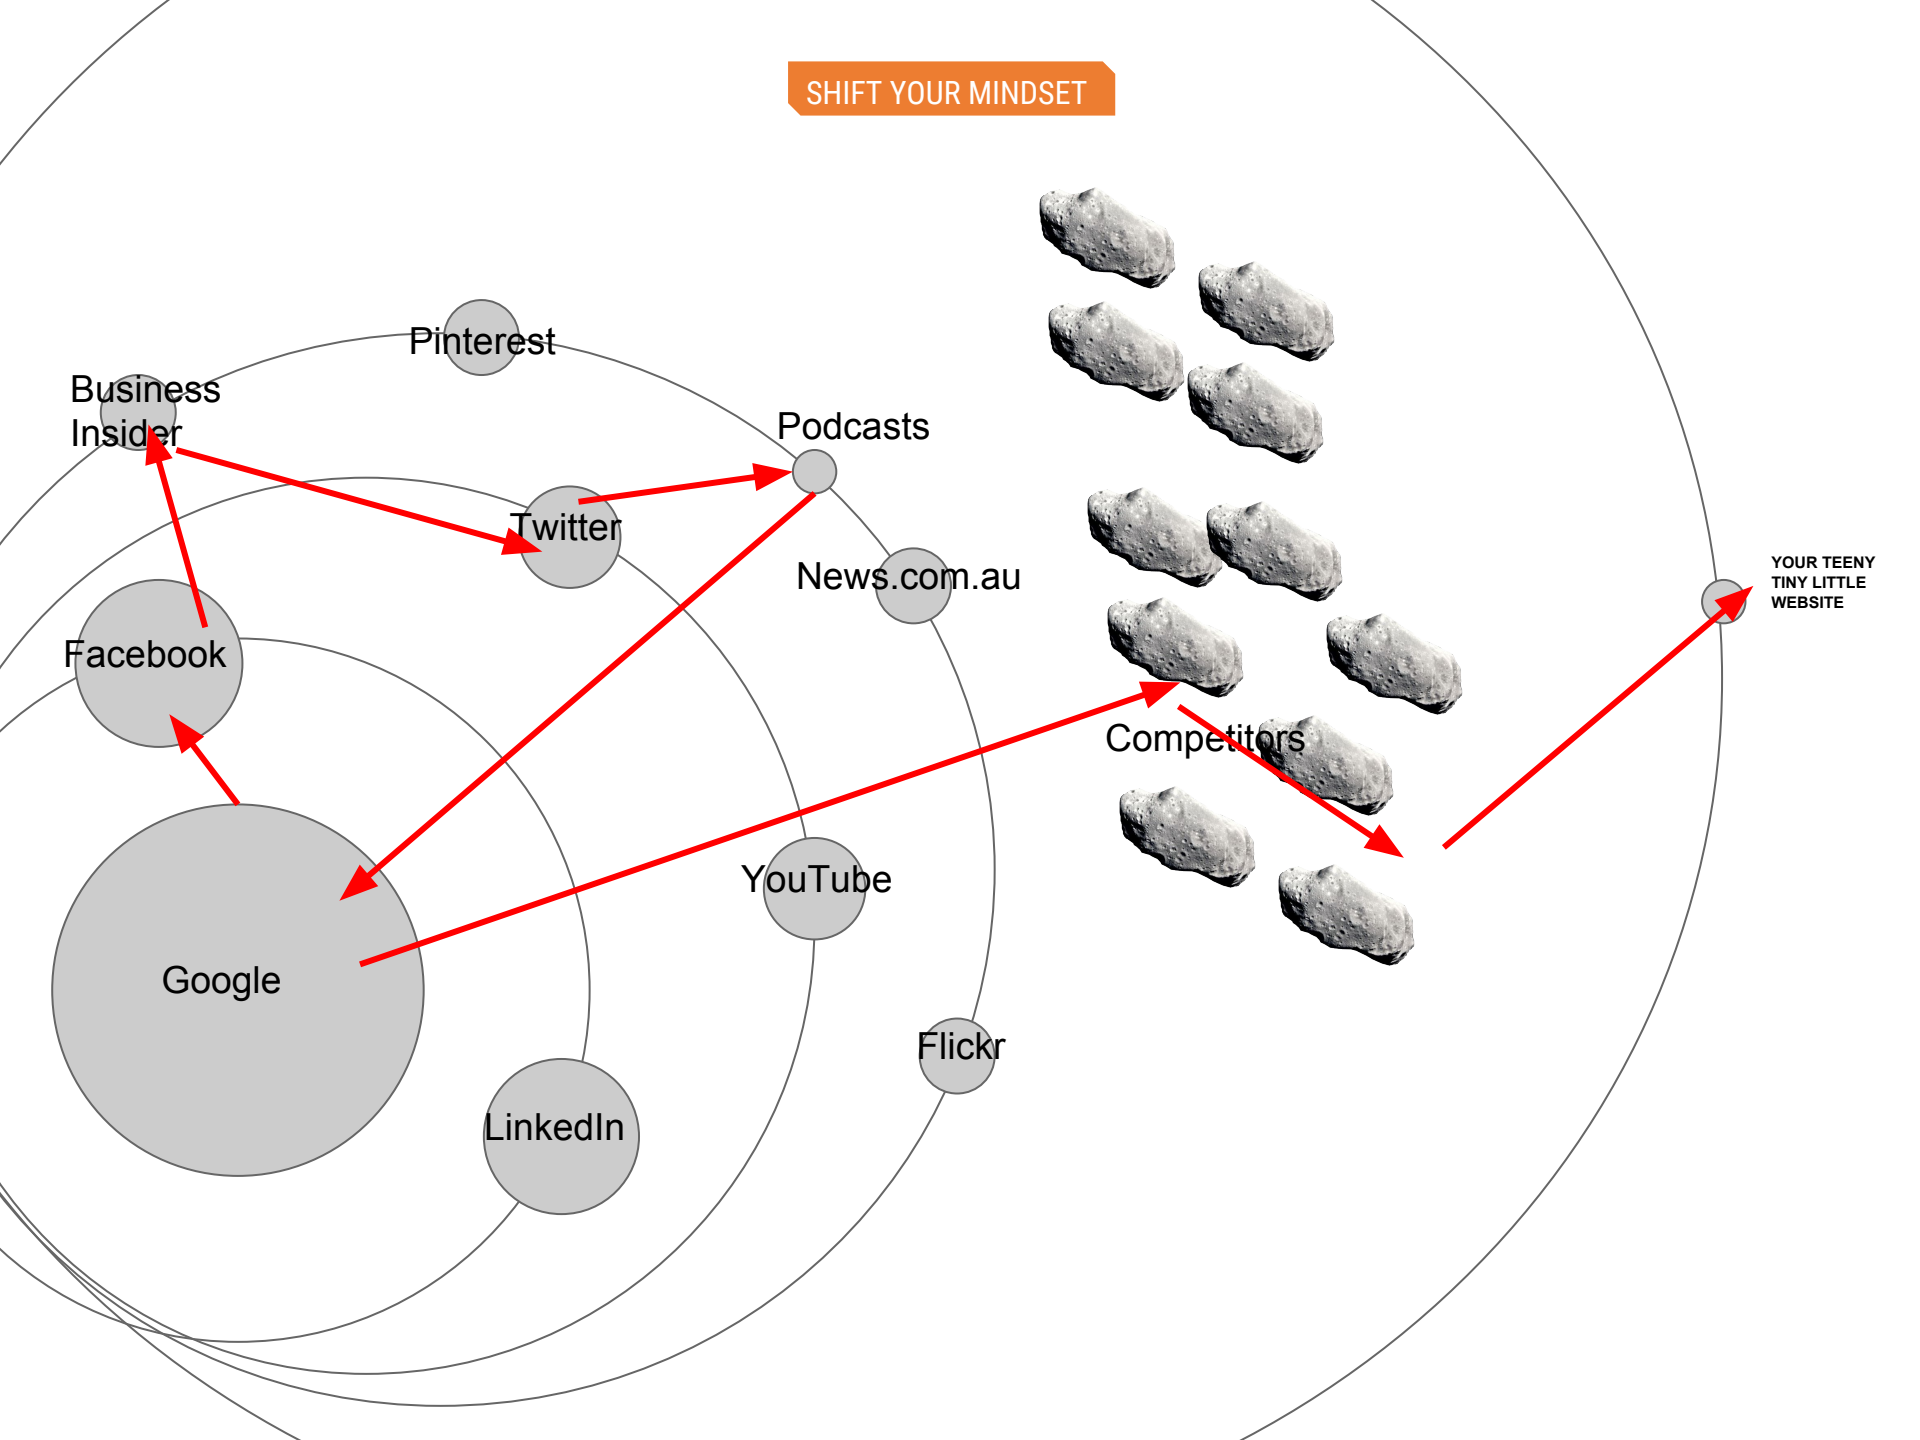 SHIFT YOUR MINDSET
Pinterest
Business
Insider
Podcasts
Twitter
News.com.au
YOUR TEENY
TINY LITTLE
WEBSITE
Facebook
Competitors
YouTube
Google
Flickr
LinkedIn